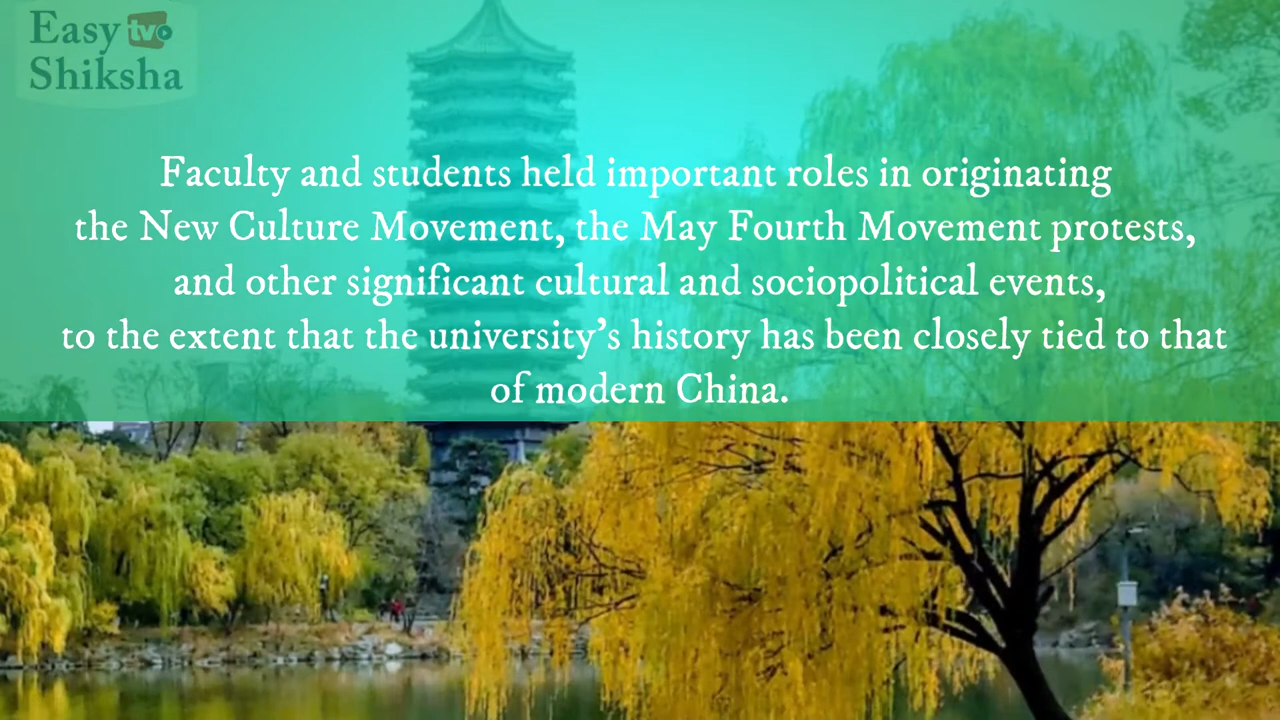 Easy tv
Shiksha
Faculty and students held important roles in originating
the New Culture Movement, the May Fourth Movement protests,
and other significant cultural and sociopolitical events,
to the extent that the university's history has been closely tied to that
of modern China.